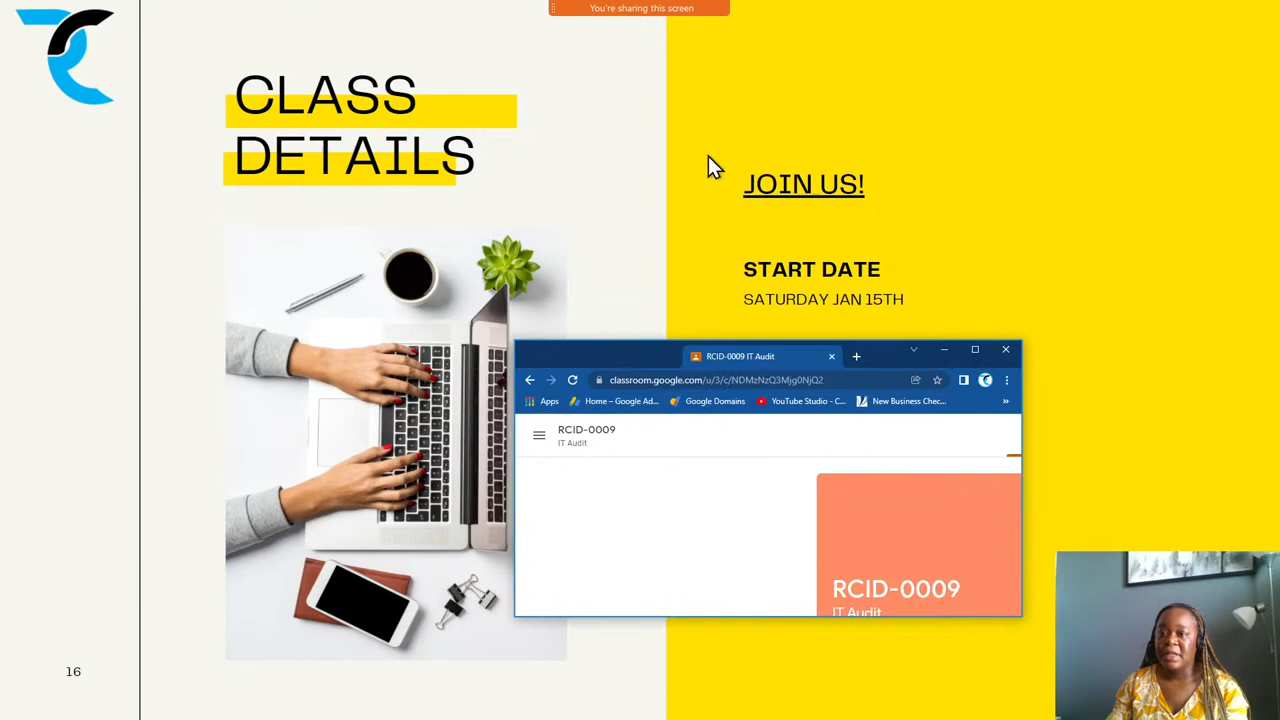 You're sharing this screen
CLASS
DETAILS
JOIN US!
START DATE
SATURDAY JAN 15TH
RCID-0009 IT Audit
classroom.google.com/u/3/c/NDMzNzQ3Mjg0NjQ2
Apps
Home – Google Ad...
Google Domains
YouTube Studio - C...
New Business Chec...
»
RCID-0009
IT Audit
RCID-0009
IT Audit
16